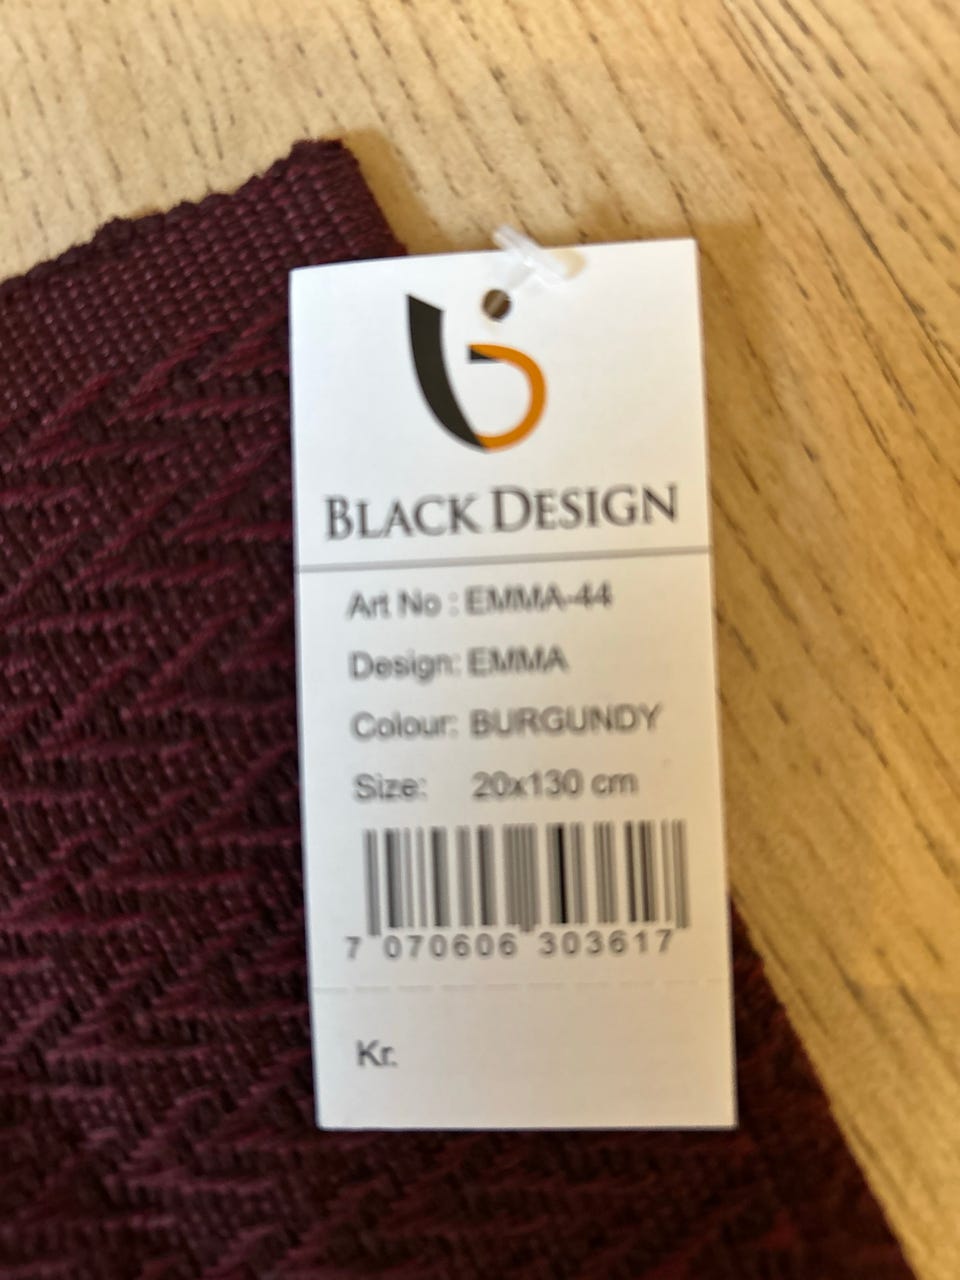 BLACK DESIGN
Art No : EMMA-44
Design: EMMA
Colour: BURGUNDY
Size: 20x130 cm
7 070606 303617
Kr.